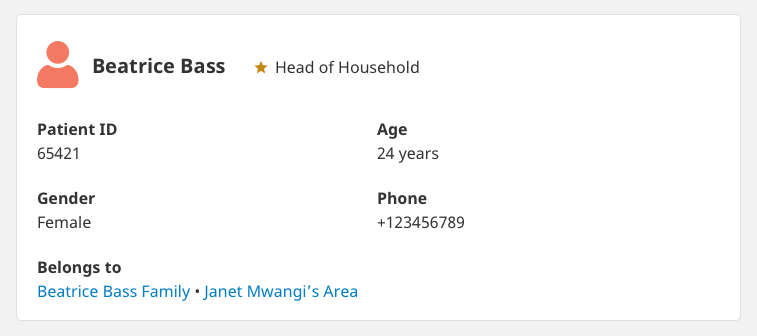 Beatrice Bass ★ Head of Household
Patient ID
65421
Age
24 years
Gender
Female
Phone
+123456789
Belongs to
Beatrice Bass Family • Janet Mwangi’s Area